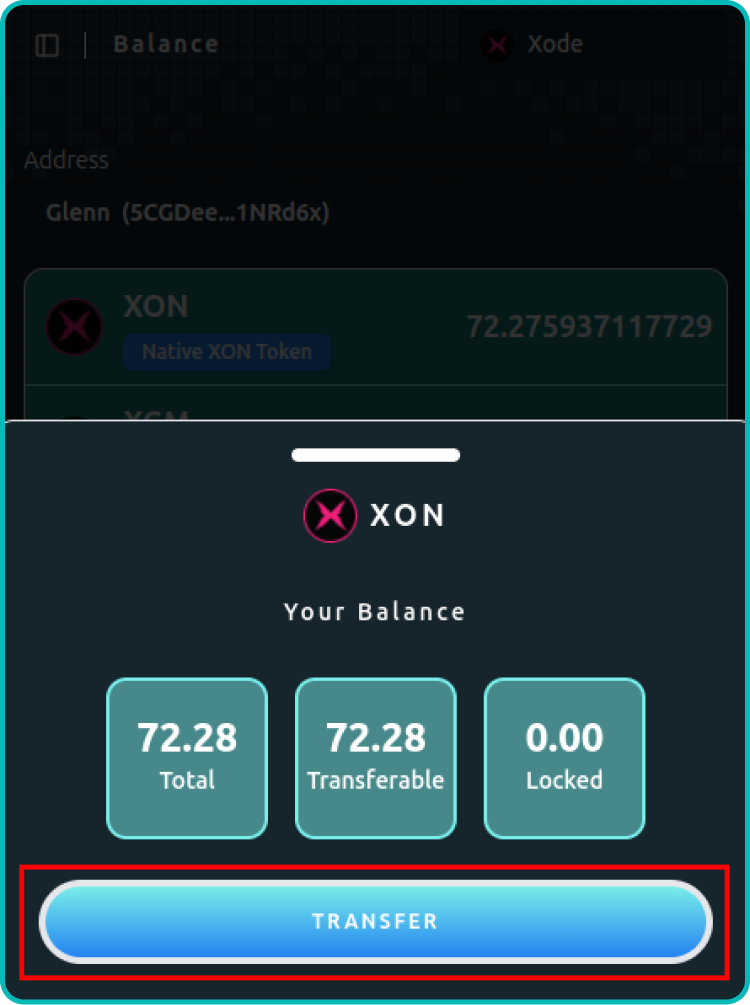 Balance
Xode
Address
Glenn (5CGDee...1NRd6x)
XON
72.275937117729
Native XON Token
XGM
XON
Your Balance
72.28 72.28 0.00
Total Transferable Locked
TRANSFER